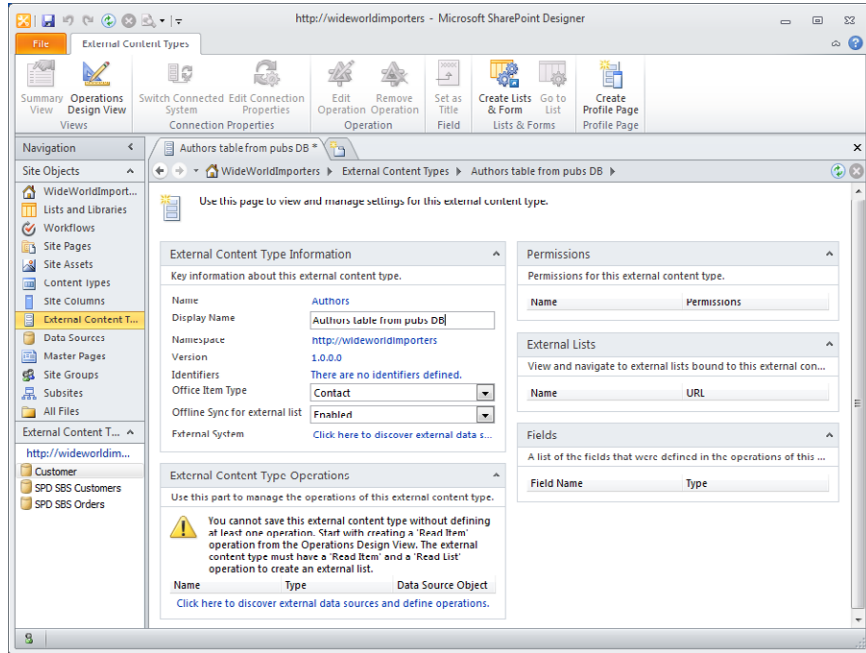 http://wideworldimporters - Microsoft SharePoint Designer
File External Content Types
Summary View
Operations Design View
Switch Connected System
Edit Connection Properties
Edit Operation
Remove Operation
Set as Title
Create Lists & Form
Go to List
Create Profile Page
Views Connection Properties Operation Field Lists & Forms Profile Page
Navigation
Authors table from pubs DB *
Site Objects
WideWorldImporters External Content Types Authors table from pubs DB
WideWorldImport...
Lists and Libraries
Workflows
Site Pages
Site Assets
Content Types
Site Columns
External Content T...
Data Sources
Master Pages
Site Groups
Subsites
All Files
External Content T...
http://wideworldim...
Customer
SPD SBS Customers
SPD SBS Orders
Use this page to view and manage settings for this external content type.
External Content Type Information
Key information about this external content type.
Name Authors
Display Name Authors table from pubs DB
Namespace http://wideworldimporters
Version 1.0.0.0
Identifiers There are no identifiers defined.
Office Item Type Contact
Offline Sync for external list Enabled
External System Click here to discover external data s...
External Content Type Operations
Use this part to manage the operations of this external content type.
You cannot save this external content type without defining
at least one operation. Start with creating a 'Read Item'
operation from the Operations Design View. The external
content type must have a 'Read Item' and a 'Read List'
operation to create an external list.
Name Type Data Source Object
Click here to discover external data sources and define operations.
Permissions
Permissions for this external content type.
Name Permissions
External Lists
View and navigate to external lists bound to this external con...
Name URL
Fields
A list of the fields that were defined in the operations of this ...
Field Name Type